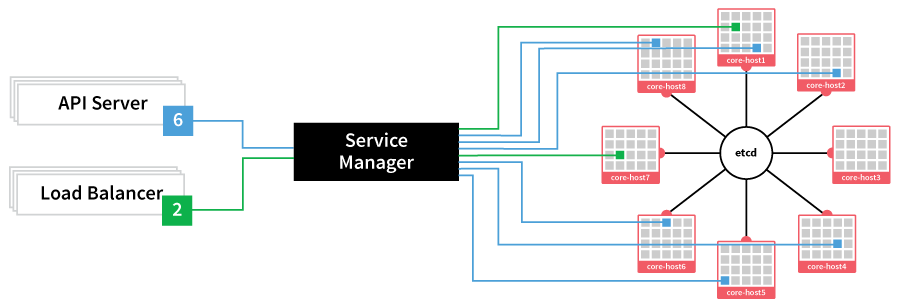 API Server
6
Load Balancer
2
Service
Manager
core-host1
core-host2
core-host8
etcd
core-host7
core-host3
core-host6
core-host4
core-host5